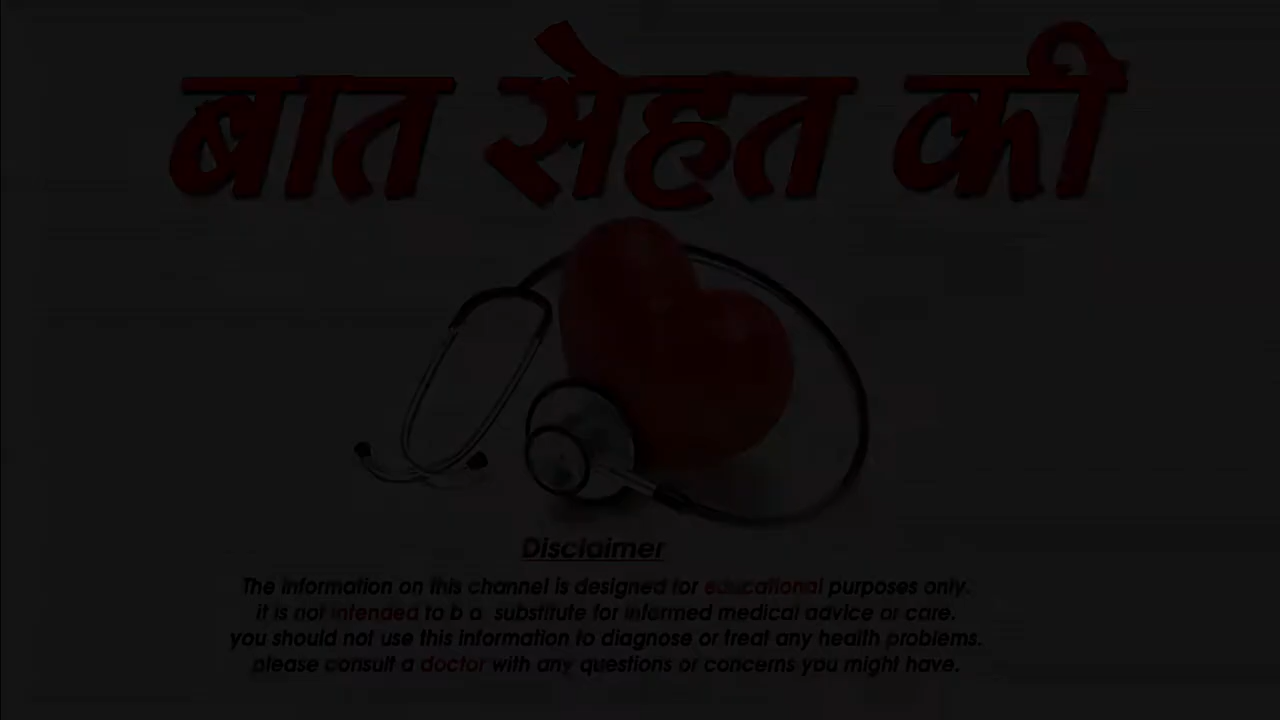 बात सेहत की
Disclaimer
The information on this channel is designed for educational purposes only.
it is not intended to b a substitute for informed medical advice or care.
you should not use this information to diagnose or treat any health problems.
please consult a doctor with any questions or concerns you might have.